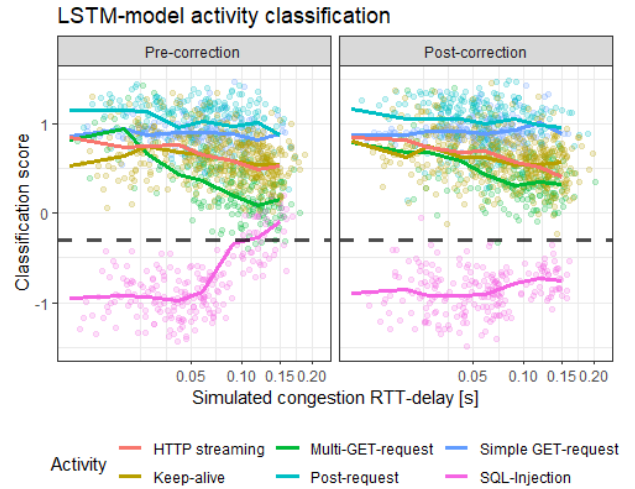 LSTM-model activity classification
Pre-correction Post-correction
Classification score
1
0
-1
0.05 0.10 0.15 0.20 0.05 0.10 0.15 0.20
Simulated congestion RTT-delay [s]
Activity
HTTP streaming Multi-GET-request Simple GET-request
Keep-alive Post-request SQL-Injection